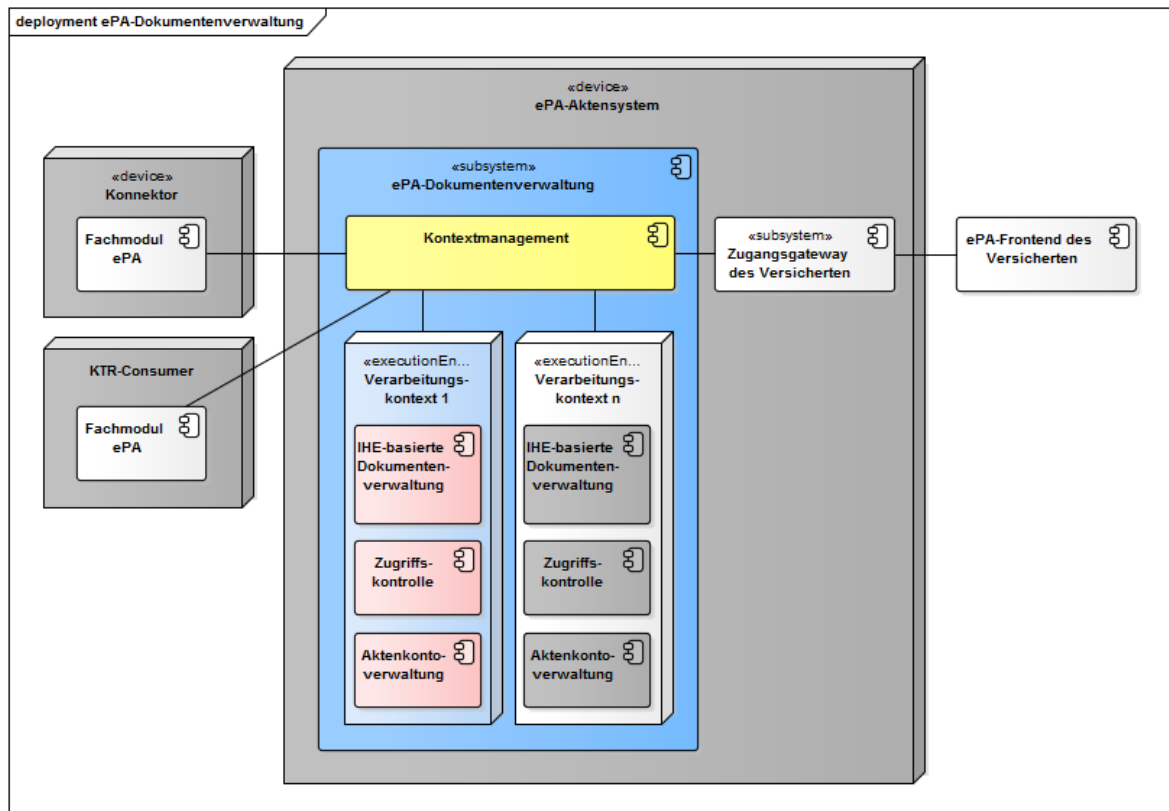 deployment ePA-Dokumentenverwaltung
«device»
ePA-Aktensystem
«device»
Konnektor
Fachmodul
ePA
KTR-Consumer
Fachmodul
ePA
«subsystem»
ePA-Dokumentenverwaltung
Kontextmanagement
«subsystem»
Zugangsgateway
des Versicherten
ePA-Frontend des
Versicherten
«executionEn...
Verarbeitungs-
kontext 1
IHE-basierte
Dokumenten-
verwaltung
Zugriffs-
kontrolle
Aktenkonto-
verwaltung
«executionEn...
Verarbeitungs-
kontext n
IHE-basierte
Dokumenten-
verwaltung
Zugriffs-
kontrolle
Aktenkonto-
verwaltung